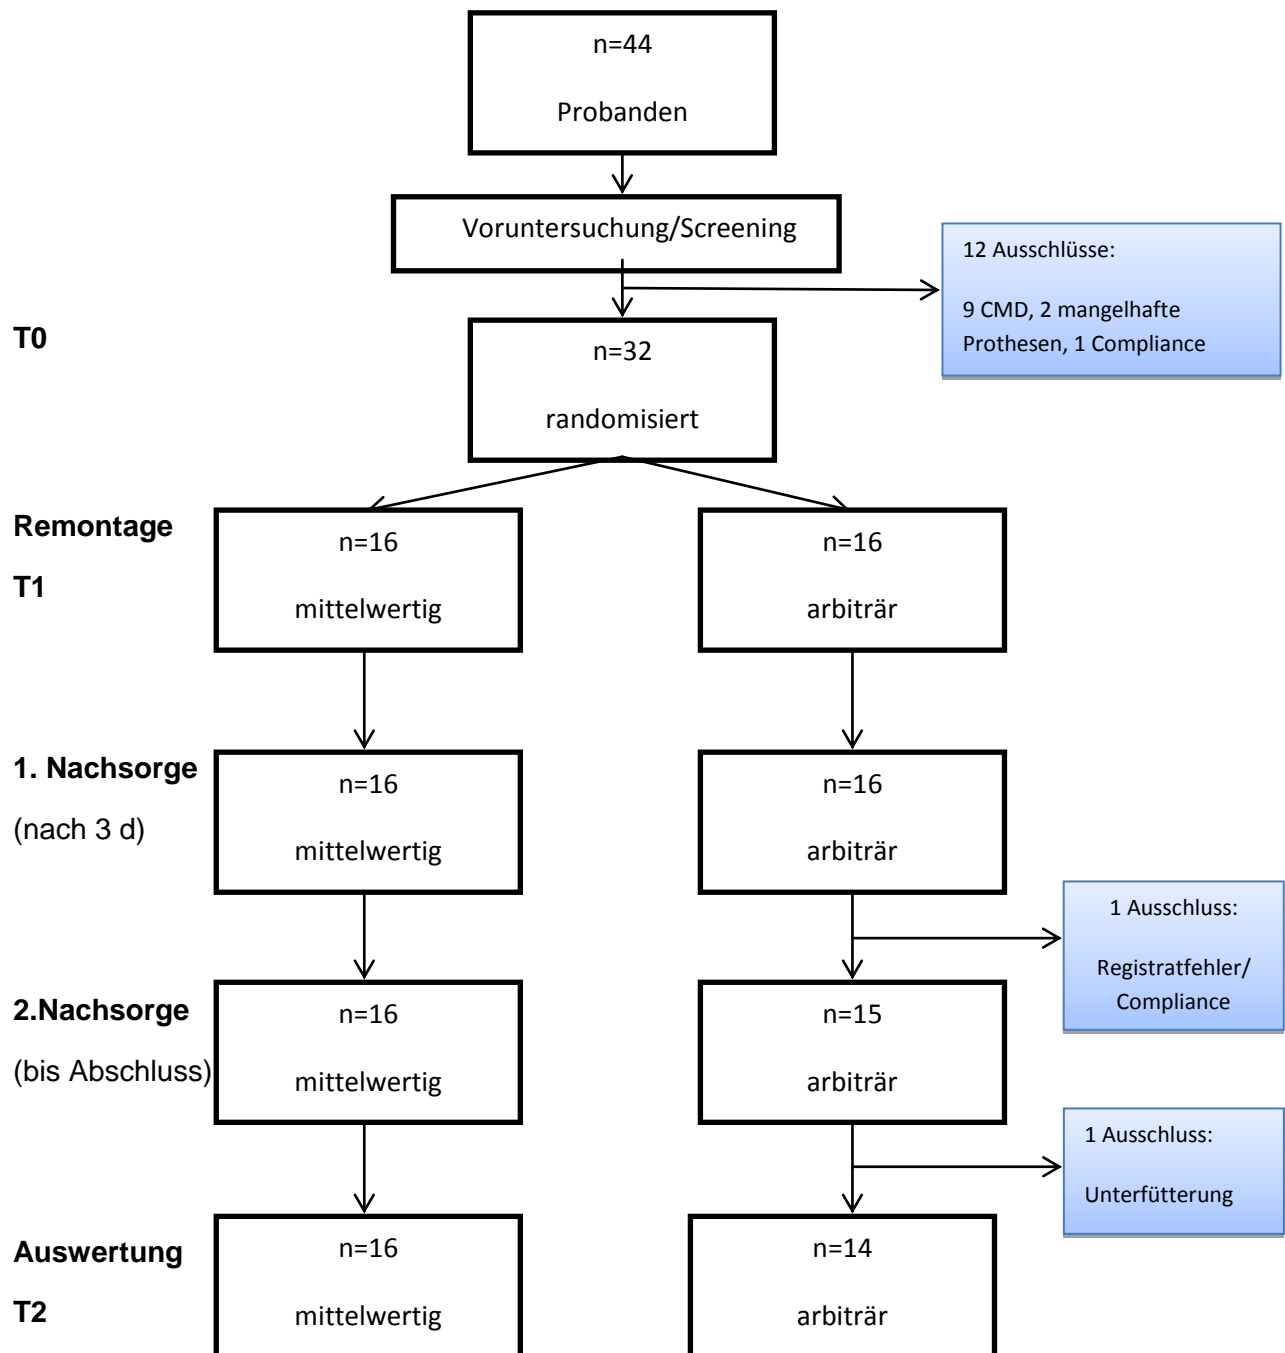 n=44
Probanden
Voruntersuchung/Screening
12 Ausschlüsse:
9 CMD, 2 mangelhafte
Prothesen, 1 Compliance
T0
n=32
randomisiert
Remontage
T1
n=16
mittelwertig
n=16
arbiträr
1. Nachsorge
(nach 3 d)
n=16
mittelwertig
n=16
arbiträr
1 Ausschluss:
Registratfehler/
Compliance
2.Nachsorge
(bis Abschluss)
n=16
mittelwertig
n=15
arbiträr
1 Ausschluss:
Unterfütterung
Auswertung
T2
n=16
mittelwertig
n=14
arbiträr